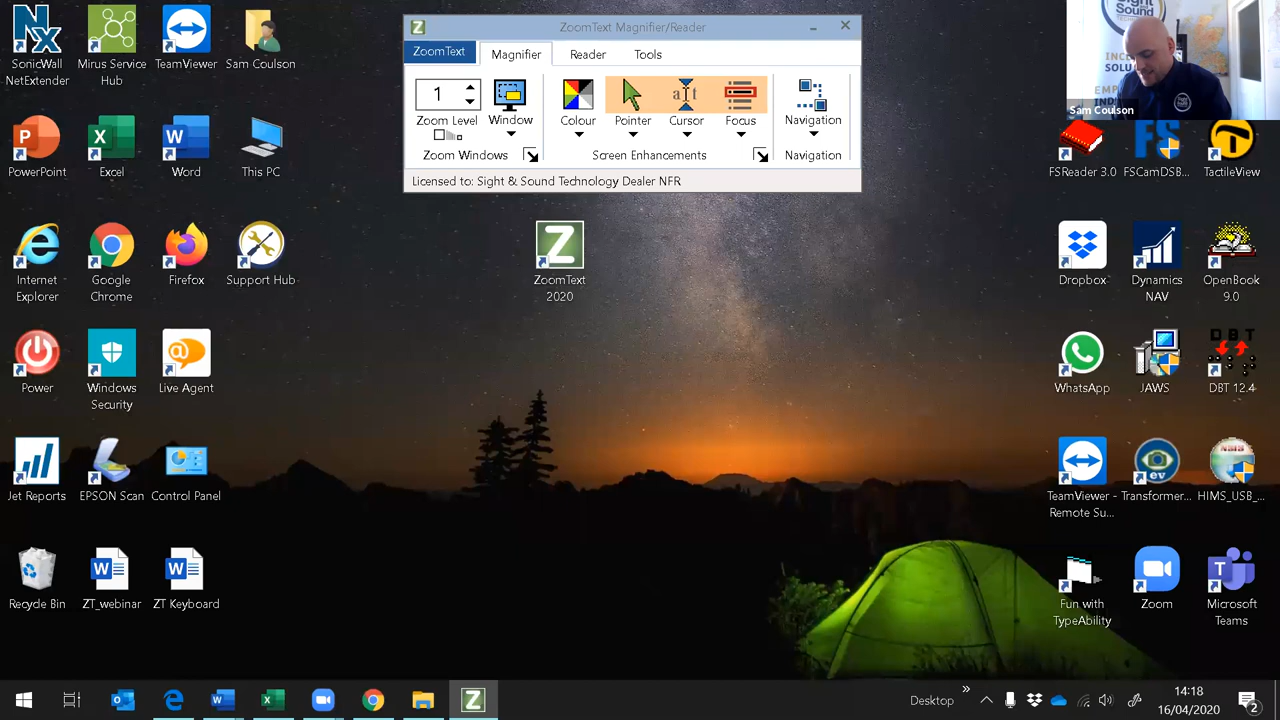 SonicWall
NetExtender
Mirus Service
Hub
TeamViewer
Sam Coulson
ZoomText Magnifier/Reader
ZoomText
Magnifier
Reader
Tools
1
Zoom Level
Window
Colour
Pointer
Cursor
Focus
Navigation
Zoom Windows
Screen Enhancements
Navigation
Licensed to: Sight & Sound Technology Dealer NFR
Sound
Sam Coulson
PowerPoint
Excel
Word
This PC
FSReader 3.0
FSCamDSB...
TactileView
Internet
Explorer
Google
Chrome
Firefox
Support Hub
ZoomText
2020
Dropbox
Dynamics
NAV
OpenBook
9.0
Power
Windows
Security
Live Agent
WhatsApp
JAWS
DBT
DBT 12.4
Jet Reports
EPSON Scan
Control Panel
TeamViewer -
Remote Su...
Transformer...
HIMS_USB_...
Recycle Bin
ZT_webinar
ZT Keyboard
Fun with
TypeAbility
Zoom
Microsoft
Teams
Desktop
14:18
16/04/2020
2